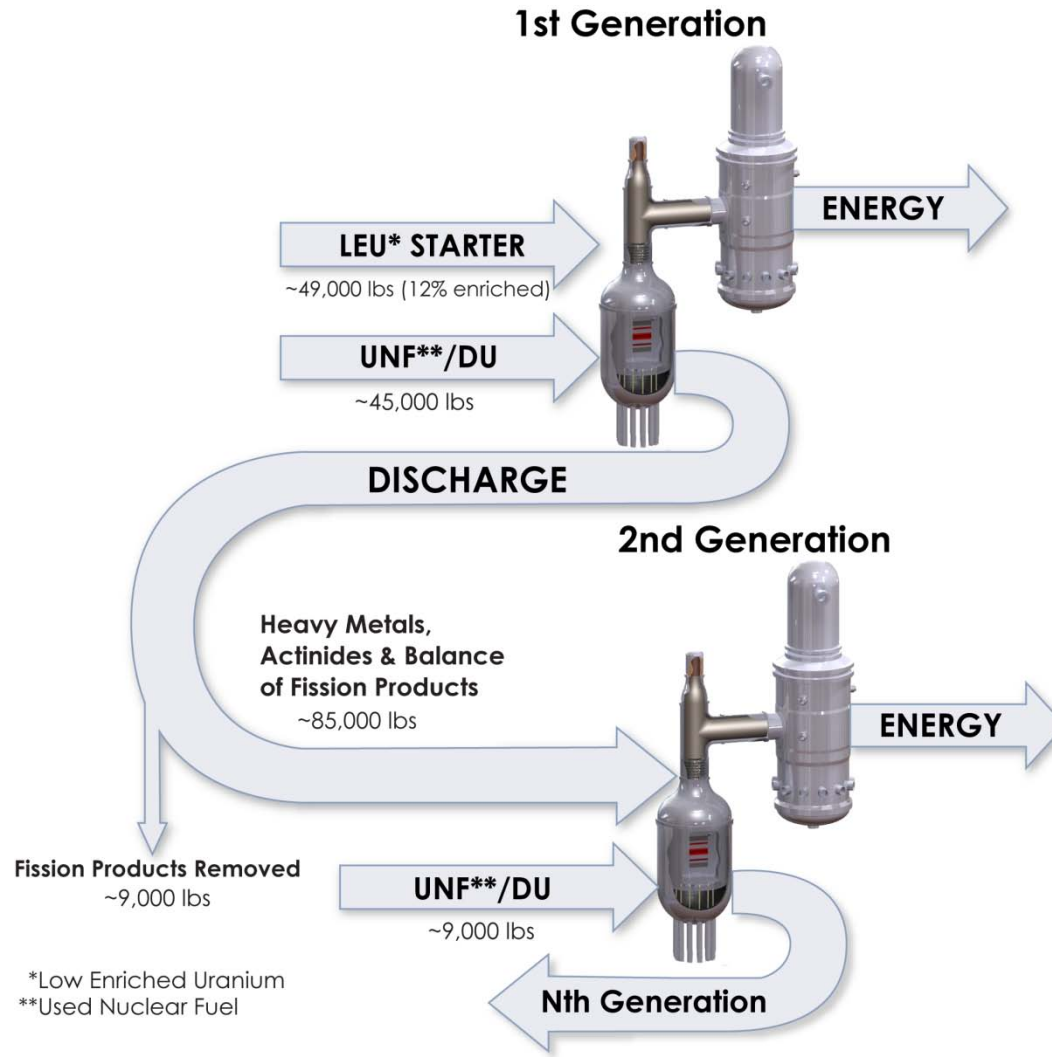 1st Generation
ENERGY
LEU* STARTER
~49,000 lbs (12% enriched)
UNF**/DU
~45,000 lbs
DISCHARGE
2nd Generation
Heavy Metals,
Actinides & Balance
of Fission Products
~85,000 lbs
ENERGY
Fission Products Removed
~9,000 lbs
UNF**/DU
~9,000 lbs
Nth Generation
*Low Enriched Uranium
**Used Nuclear Fuel